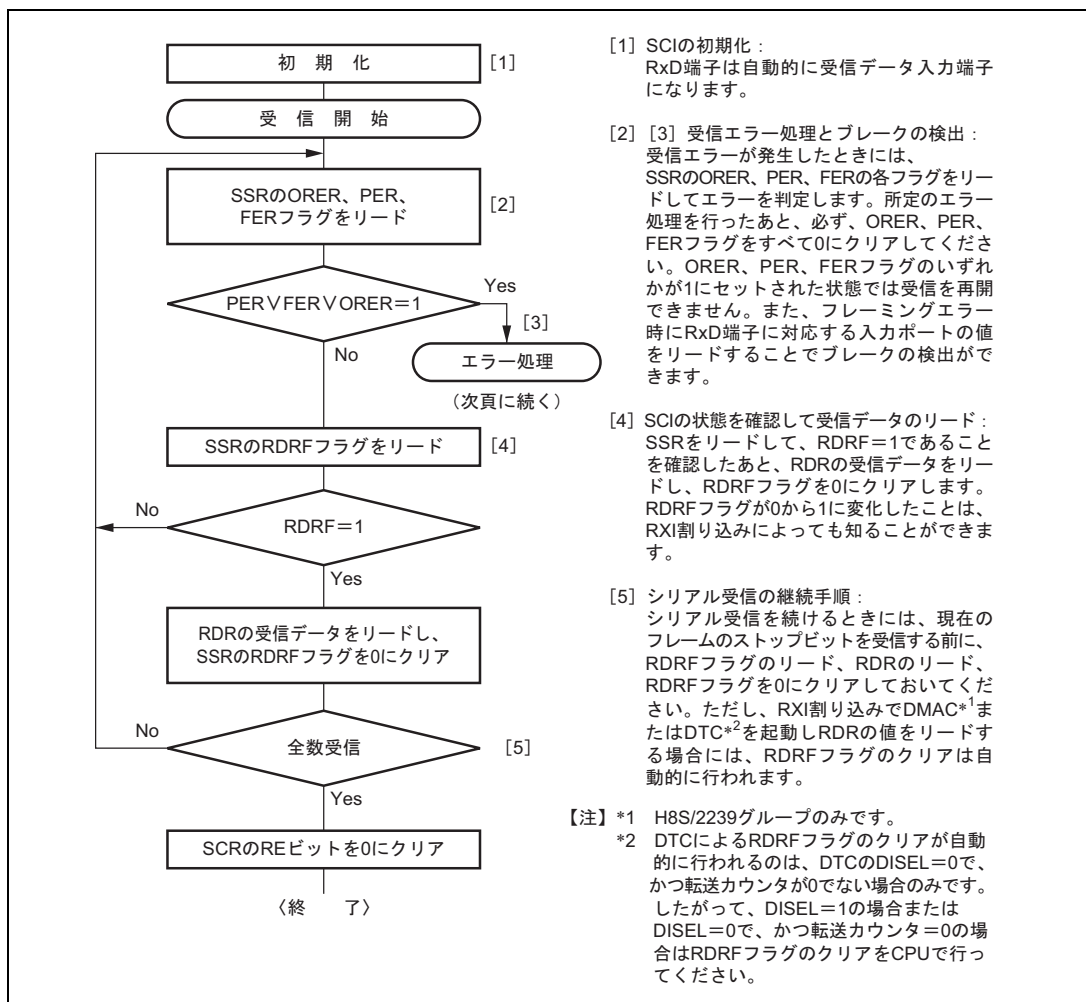 初　期　化 [1]
受　信　開　始
SSRのORER、PER、
FERフラグをリード [2]
PER∨FER∨ORER＝1
Yes
[3]
No
エラー処理
（次頁に続く）
SSRのRDRFフラグをリード [4]
No
RDRF＝1
Yes
RDRの受信データをリードし、
SSRのRDRFフラグを0にクリア
No
全数受信 [5]
Yes
SCRのREビットを0にクリア
〈終　　了〉
[1] SCIの初期化：
RxD端子は自動的に受信データ入力端子
になります。
[2] [3] 受信エラー処理とブレークの検出：
受信エラーが発生したときには、
SSRのORER、PER、FERの各フラグをリ
ードしてエラーを判定します。所定のエラー
処理を行ったあと、必ず、ORER、PER、
FERフラグをすべて0にクリアしてくださ
い。ORER、PER、FERフラグのいずれ
かが1にセットされた状態では受信を再開
できません。また、フレーミングエラー
時にRxD端子に対応する入力ポートの値
をリードすることでブレークの検出がで
きます。
[4] SCIの状態を確認して受信データのリード：
SSRをリードして、RDRF＝1であること
を確認したあと、RDRの受信データをリー
ドし、RDRFフラグを0にクリアします。
RDRFフラグが0から1に変化したことは、
RXI割り込みによっても知ることができま
す。
[5] シリアル受信の継続手順：
シリアル受信を続けるときには、現在の
フレームのストップビットを受信する前に、
RDRFフラグのリード、RDRのリード、
RDRFフラグを0にクリアしておいてくだ
さい。ただし、RXI割り込みでDMAC*1ま
たはDTC*2を起動しRDRの値をリードす
る場合には、RDRFフラグのクリアは自
動的に行われます。
【注】*1 H8S/2239グループのみです。
*2 DTCによるRDRFフラグのクリアが自動
的に行われるのは、DTCのDISEL＝0で、
かつ転送カウンタが0でない場合のみです。
したがって、DISEL＝1の場合または
DISEL＝0で、かつ転送カウンタ＝0の場
合はRDRFフラグのクリアをCPUで行っ
てください。